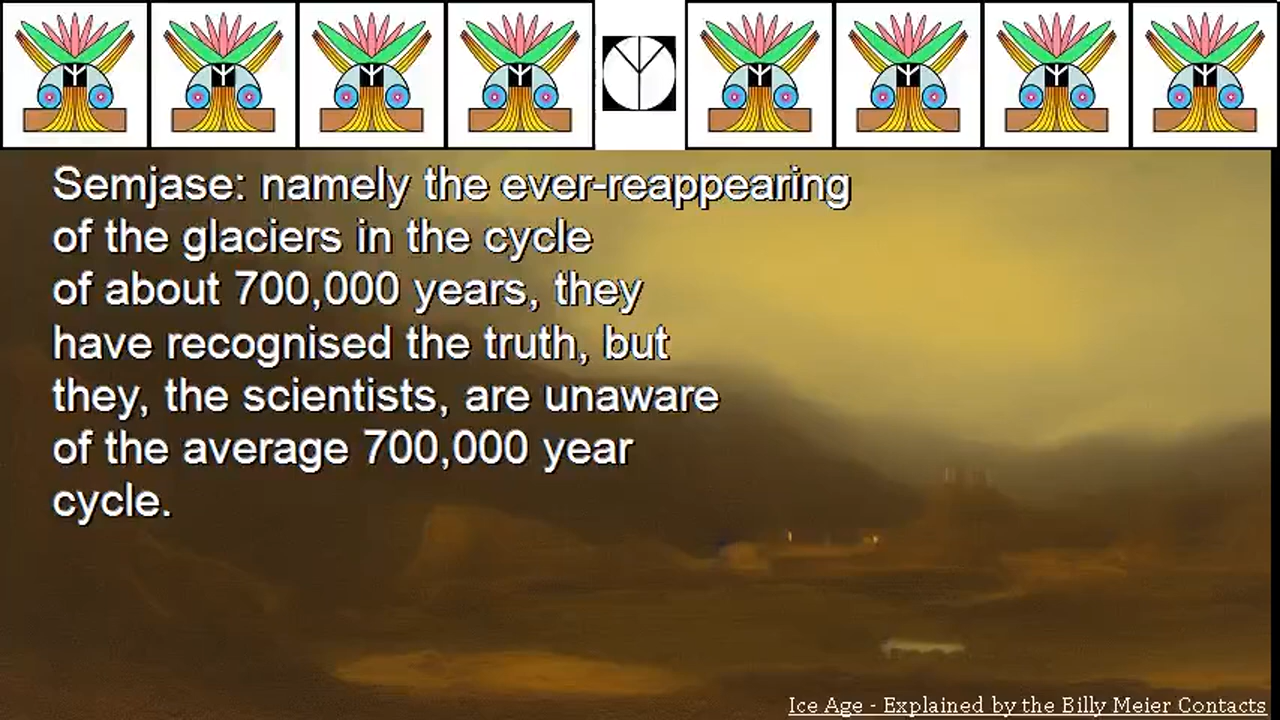 Semjase: namely the ever-reappearing
of the glaciers in the cycle
of about 700,000 years, they
have recognised the truth, but
they, the scientists, are unaware
of the average 700,000 year
cycle.
Ice Age - Explained by the Billy Meier Contacts